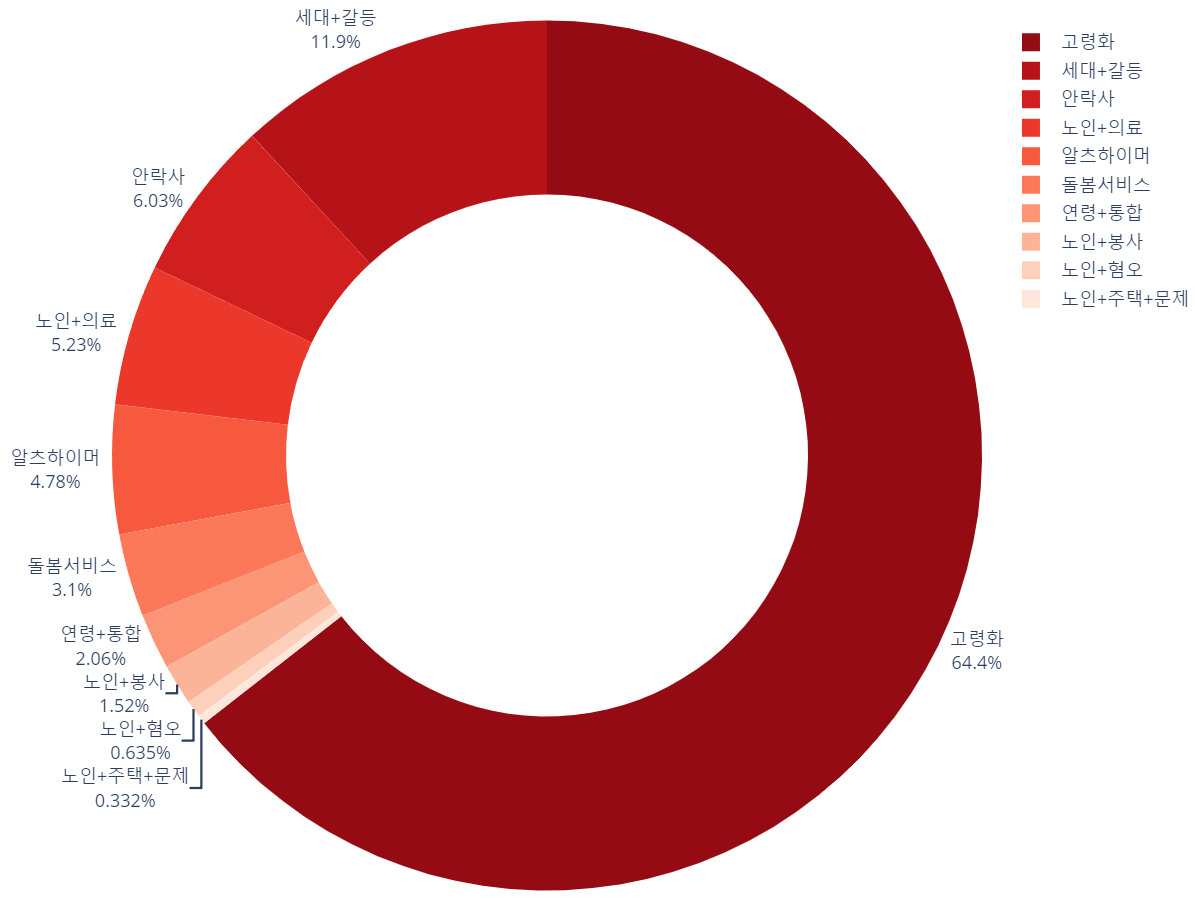 세대+갈등
11.9%
안락사
6.03%
노인+의료
5.23%
알츠하이머
4.78%
돌봄서비스
3.1%
연령+통합
2.06%
노인+봉사
1.52%
노인+혐오
0.635%
노인+주택+문제
0.332%
고령화
64.4%
고령화
세대+갈등
안락사
노인+의료
알츠하이머
돌봄서비스
연령+통합
노인+봉사
노인+혐오
노인+주택+문제